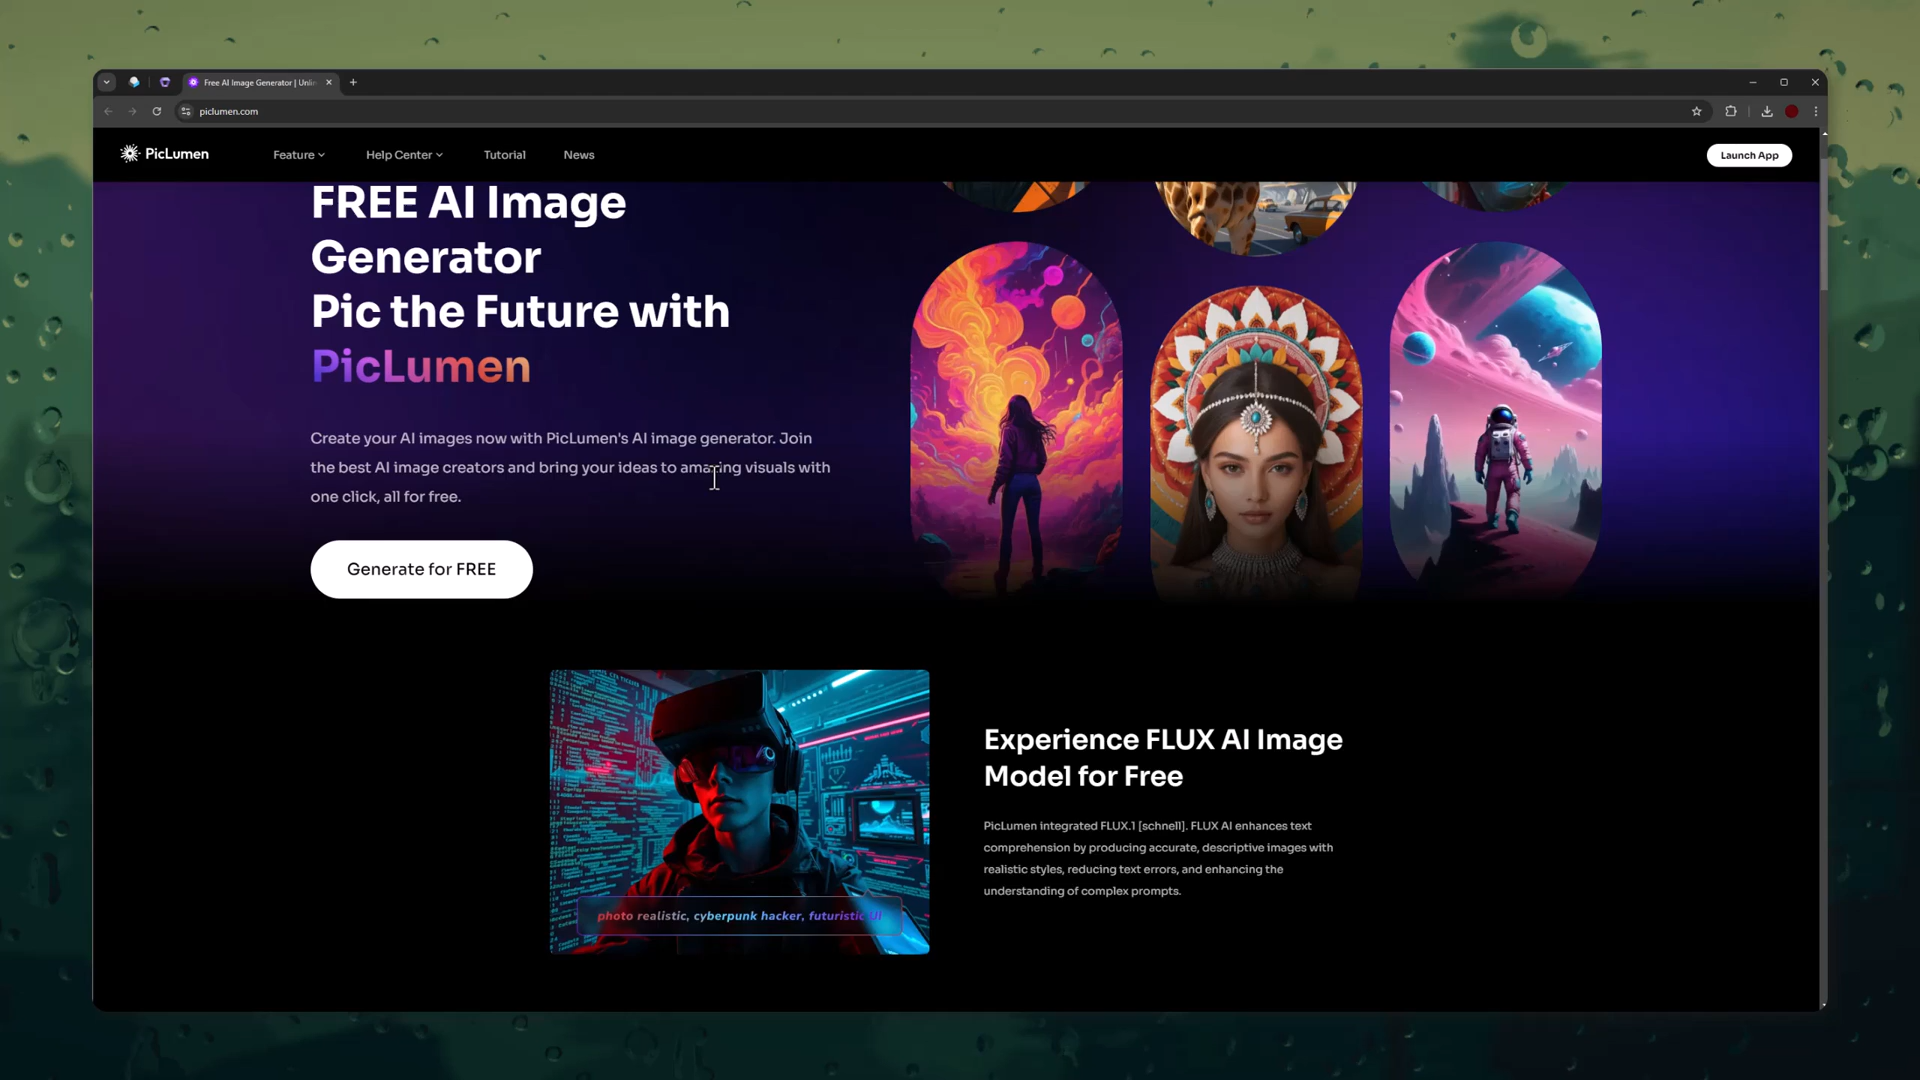 Free AI Image Generator | Unlin
piclumen.com
PicLumen
Feature
Help Center
Tutorial
News
Launch App
FREE AI Image
Generator
Pic the Future with
PicLumen
Create your AI images now with PicLumen's AI image generator. Join
the best AI image creators and bring your ideas to amazing visuals with
one click, all for free.
Generate for FREE
photo realistic, cyberpunk hacker, futuristic UI
Experience FLUX AI Image
Model for Free
PicLumen integrated FLUX.1 [schnell]. FLUX AI enhances text
comprehension by producing accurate, descriptive images with
realistic styles, reducing text errors, and enhancing the
understanding of complex prompts.